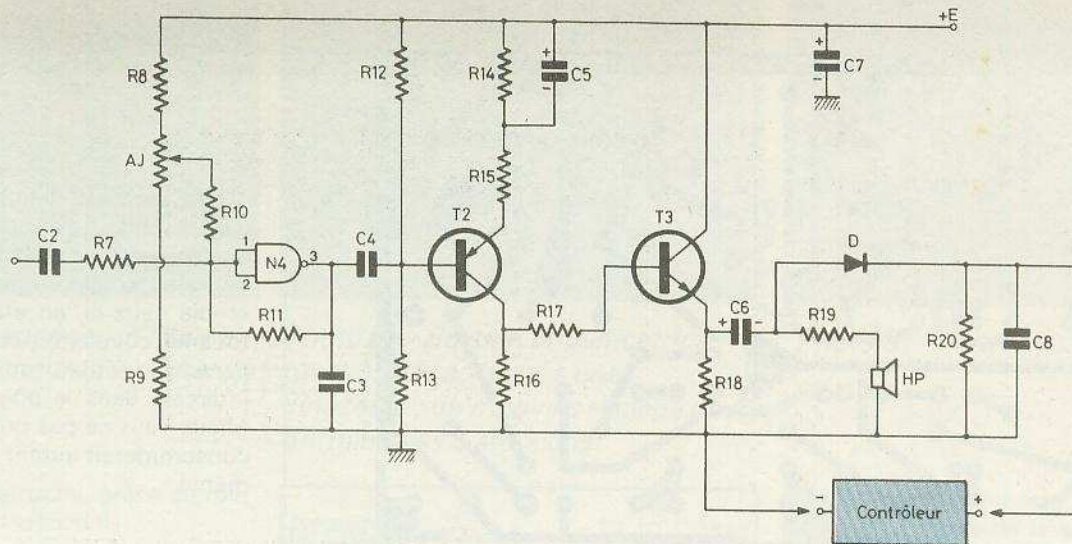 +E
R8
R12
R14
+
C5
-
+
C7
-
AJ
R10
R15
T2
T3
C2
R7
1
2
N4
3
C4
D
R17
C6
+
-
R19
R11
R20
C8
R9
C3
R13
R16
R18
HP
-
Contrôleur
+